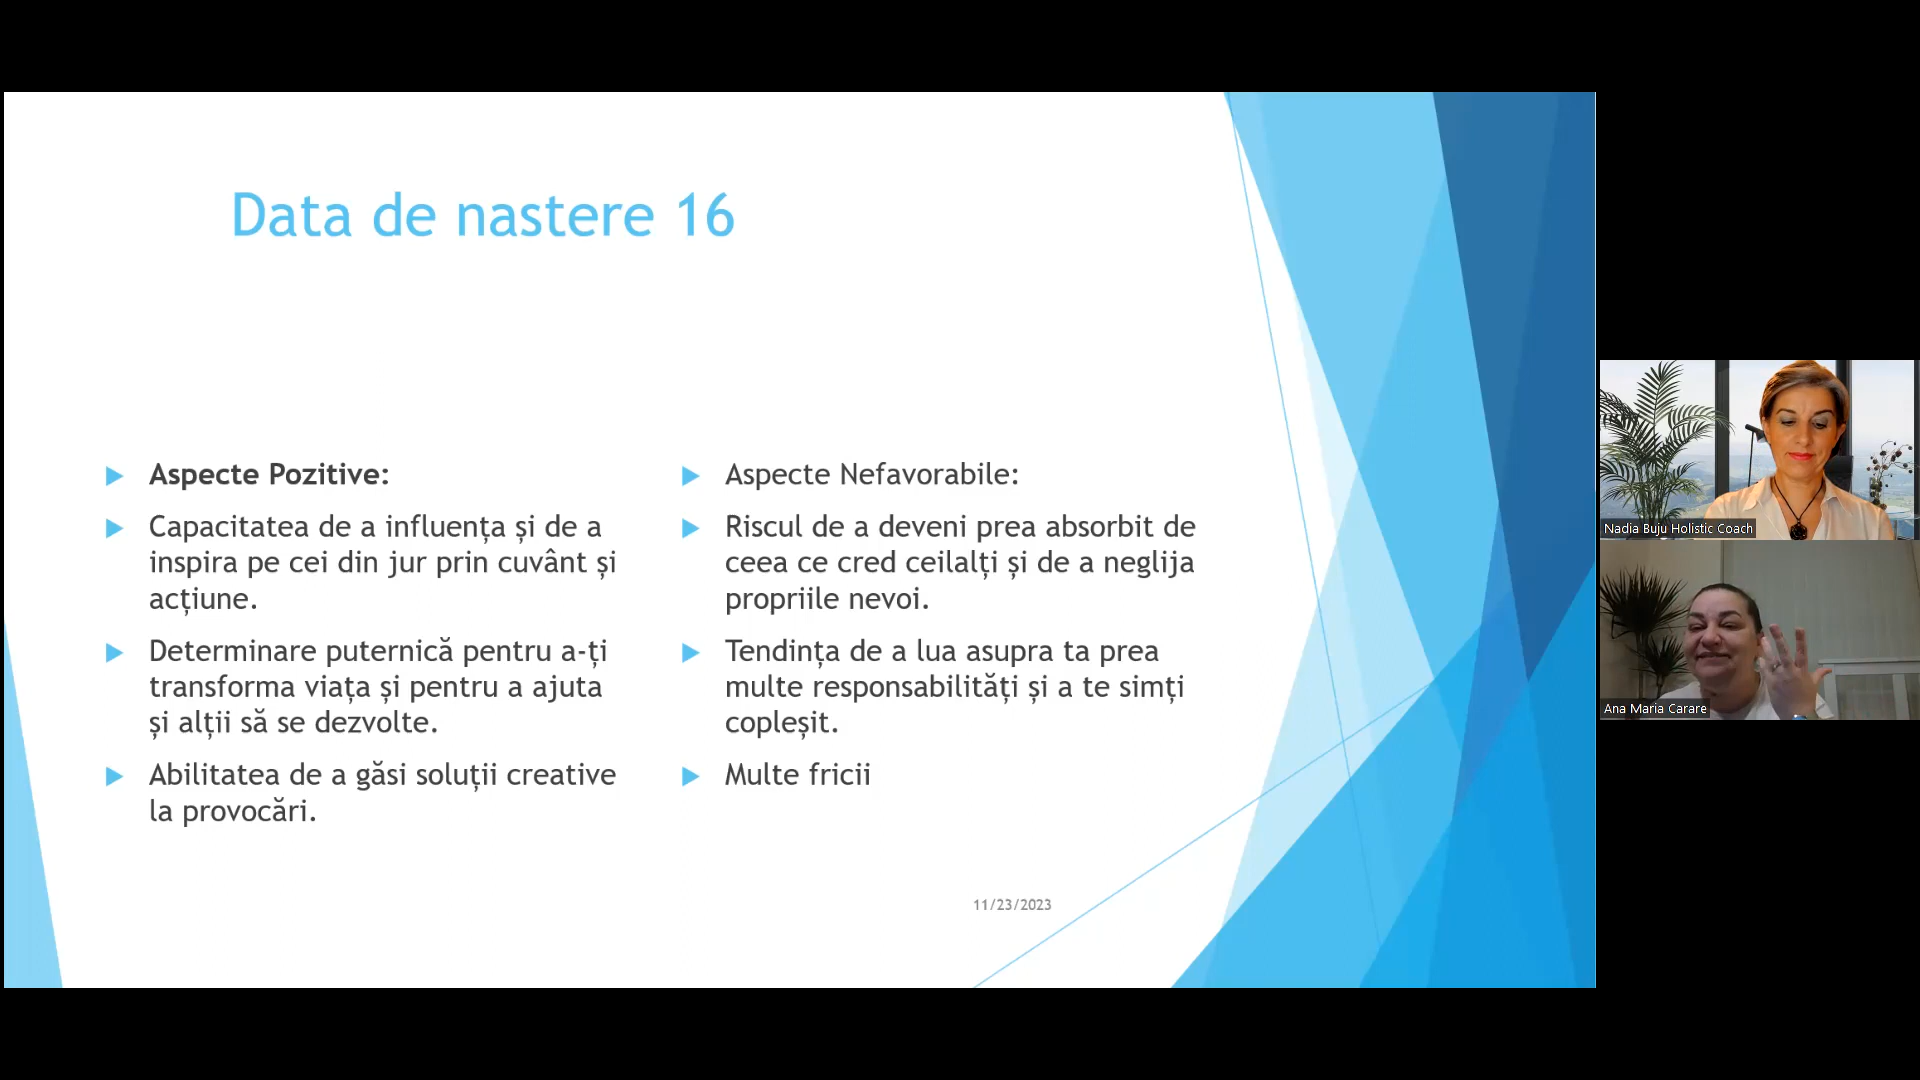 Data de nastere 16
Aspecte Pozitive:
Capacitatea de a influența și de a
inspira pe cei din jur prin cuvânt și
acțiune.
Determinare puternică pentru a-ți
transforma viața și pentru a ajuta
și alții să se dezvolte.
Abilitatea de a găsi soluții creative
la provocări.
Aspecte Nefavorabile:
Riscul de a deveni prea absorbit de
ceea ce cred ceilalți și de a neglija
propriile nevoi.
Tendința de a lua asupra ta prea
multe responsabilități și a te simți
copleșit.
Multe fricii
11/23/2023
Nadia Buju Holistic Coach
Ana Maria Carare